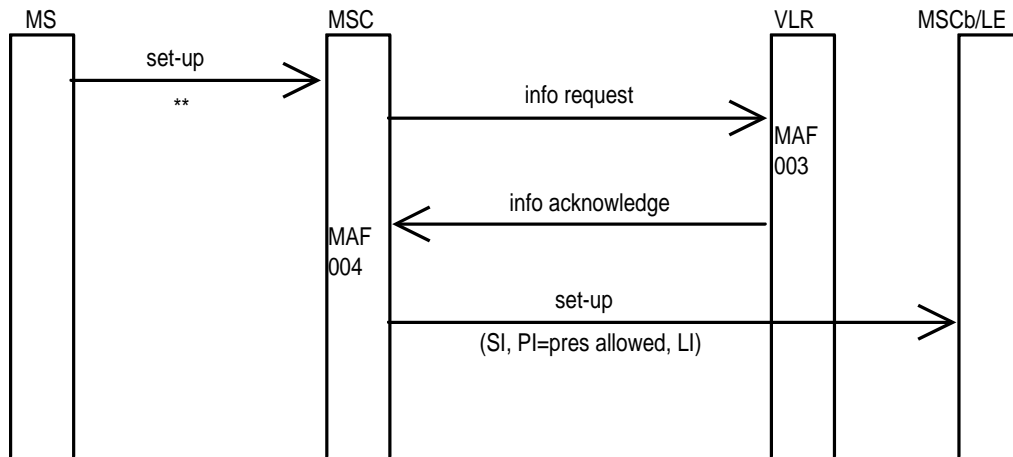 MS
MSC
VLR
MSCb/LE
set-up
**
info request
MAF
003
info acknowledge
MAF
004
set-up
(SI, PI=pres allowed, LI)